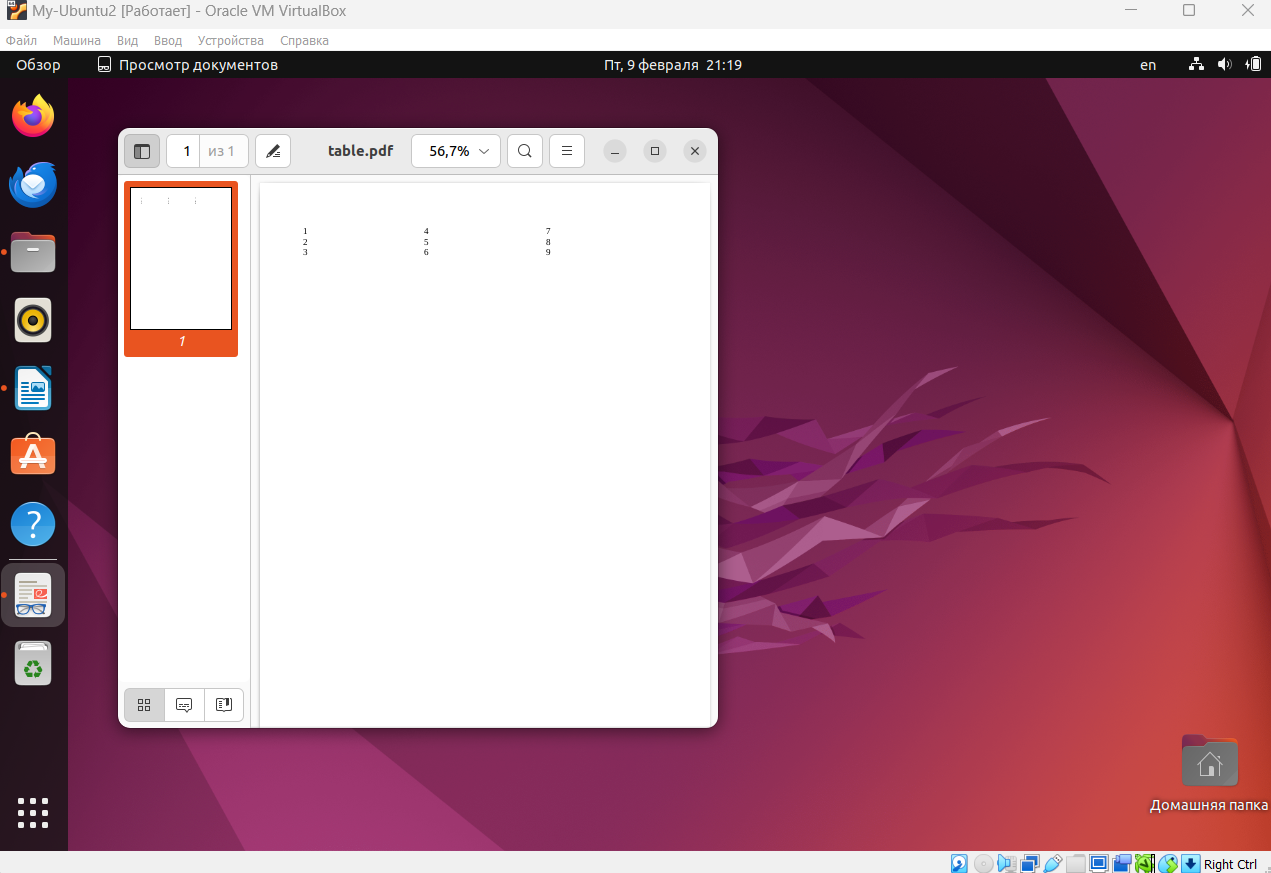 My-Ubuntu2 [Работает] - Oracle VM VirtualBox
Файл Машина Вид Ввод Устройства Справка
Обзор Просмотр документов Пт, 9 февраля 21:19 en
1 из 1 table.pdf 56,7%
1 4 7
2 5 8
3 6 9
1
Домашняя папка
Right Ctrl